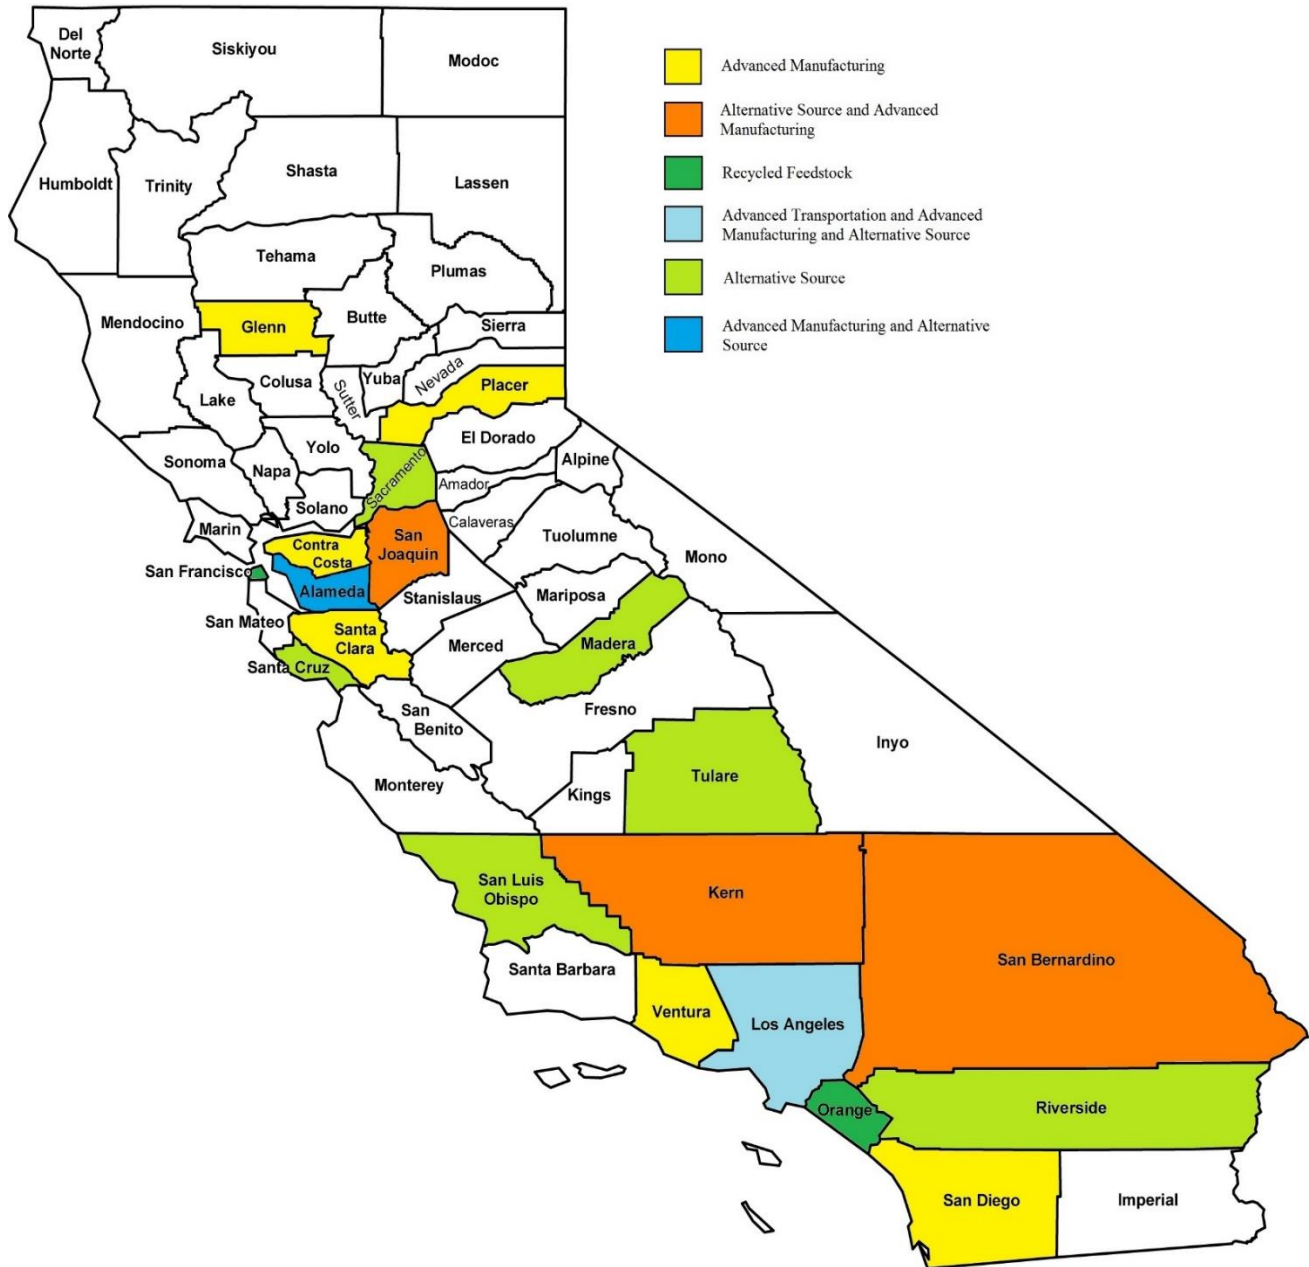 Del
Norte
Siskiyou
Modoc
Advanced Manufacturing
Alternative Source and Advanced
Manufacturing
Recycled Feedstock
Advanced Transportation and Advanced
Manufacturing and Alternative Source
Alternative Source
Advanced Manufacturing and Alternative
Source
Humboldt
Trinity
Shasta
Lassen
Tehama
Plumas
Mendocino
Glenn
Butte
Sierra
Lake
Colusa
Sutter
Yuba
Nevada
Placer
Sonoma
Napa
Yolo
Sacramento
El Dorado
Alpine
Amador
Solano
Marin
Calaveras
Contra
Costa
San
Joaquin
Tuolumne
Mono
San Francisco
Alameda
Stanislaus
Mariposa
San Mateo
Santa
Clara
Merced
Madera
Santa Cruz
San
Benito
Fresno
Inyo
Monterey
Kings
Tulare
San Luis
Obispo
Kern
San Bernardino
Santa Barbara
Ventura
Los Angeles
Orange
Riverside
San Diego
Imperial